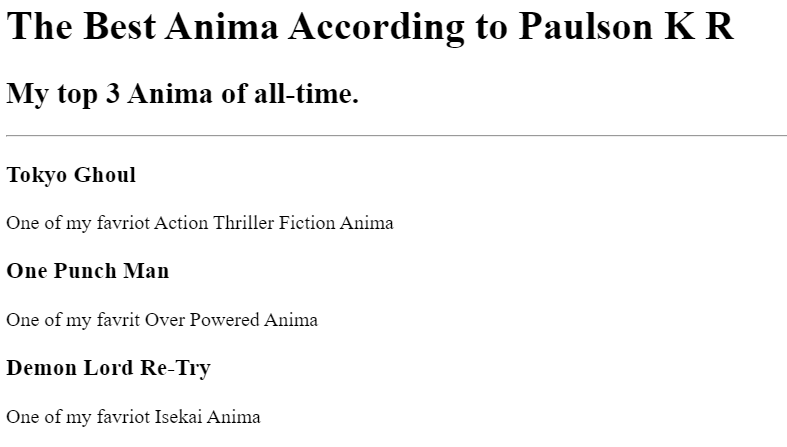 The Best Anima According to Paulson K R
My top 3 Anima of all-time.
Tokyo Ghoul
One of my favriot Action Thriller Fiction Anima
One Punch Man
One of my favrit Over Powered Anima
Demon Lord Re-Try
One of my favriot Isekai Anima